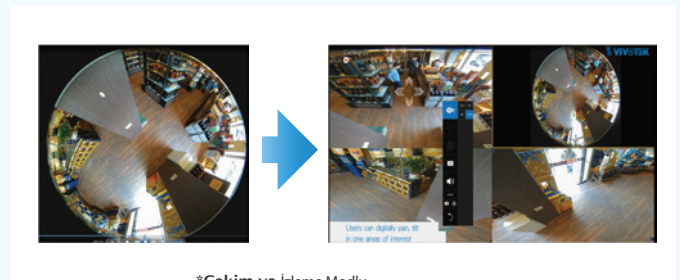 VIVOTEK
Users can digitally pan, tilt
in one areas of interest
*Çekim ve İzleme Modlu